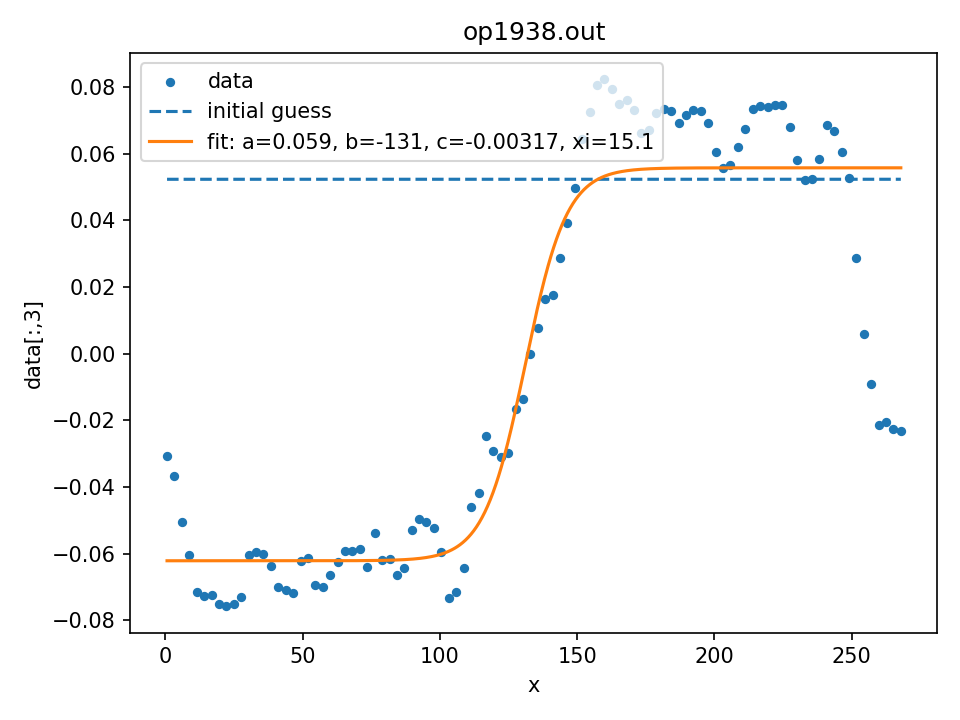 op1938.out
data
initial guess
fit: a=0.059, b=-131, c=-0.00317, xi=15.1
data[:,3]
0.08
0.06
0.04
0.02
0.00
−0.02
−0.04
−0.06
−0.08
0 50 100 150 200 250
x